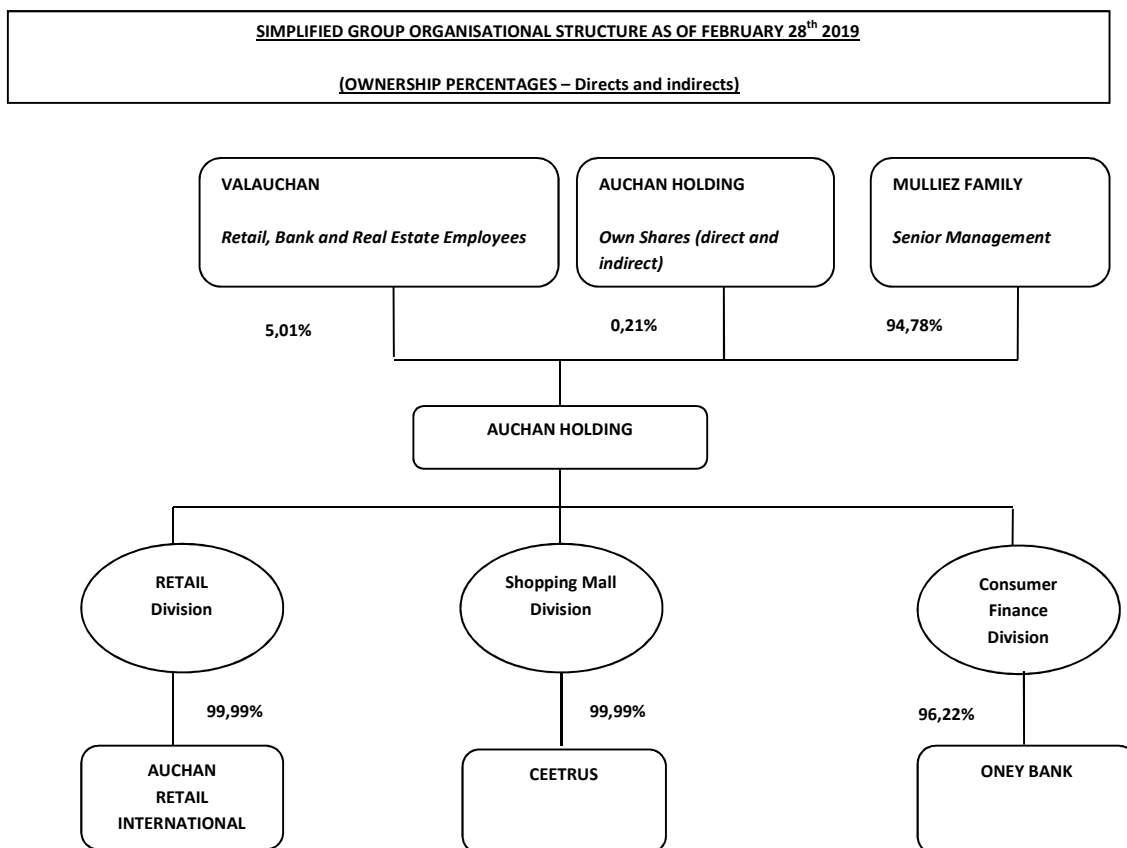 SIMPLIFIED GROUP ORGANISATIONAL STRUCTURE AS OF FEBRUARY 28th 2019
(OWNERSHIP PERCENTAGES – Directs and indirects)
VALAUCHAN
Retail, Bank and Real Estate Employees
AUCHAN HOLDING
Own Shares (direct and
indirect)
MULLIEZ FAMILY
Senior Management
5,01%
0,21%
94,78%
AUCHAN HOLDING
RETAIL
Division
Shopping Mall
Division
Consumer
Finance
Division
99,99%
99,99%
96,22%
AUCHAN
RETAIL
INTERNATIONAL
CEETRUS
ONEY BANK